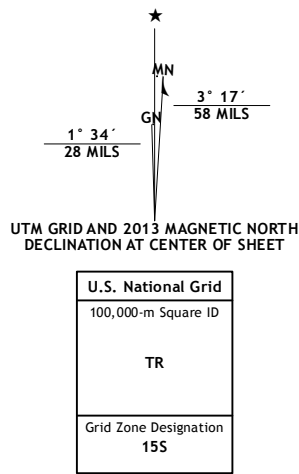 ★
MN
GN
3° 17´
58 MILS
1° 34´
28 MILS
UTM GRID AND 2013 MAGNETIC NORTH
DECLINATION AT CENTER OF SHEET
U.S. National Grid
100,000-m Square ID
TR
Grid Zone Designation
15S